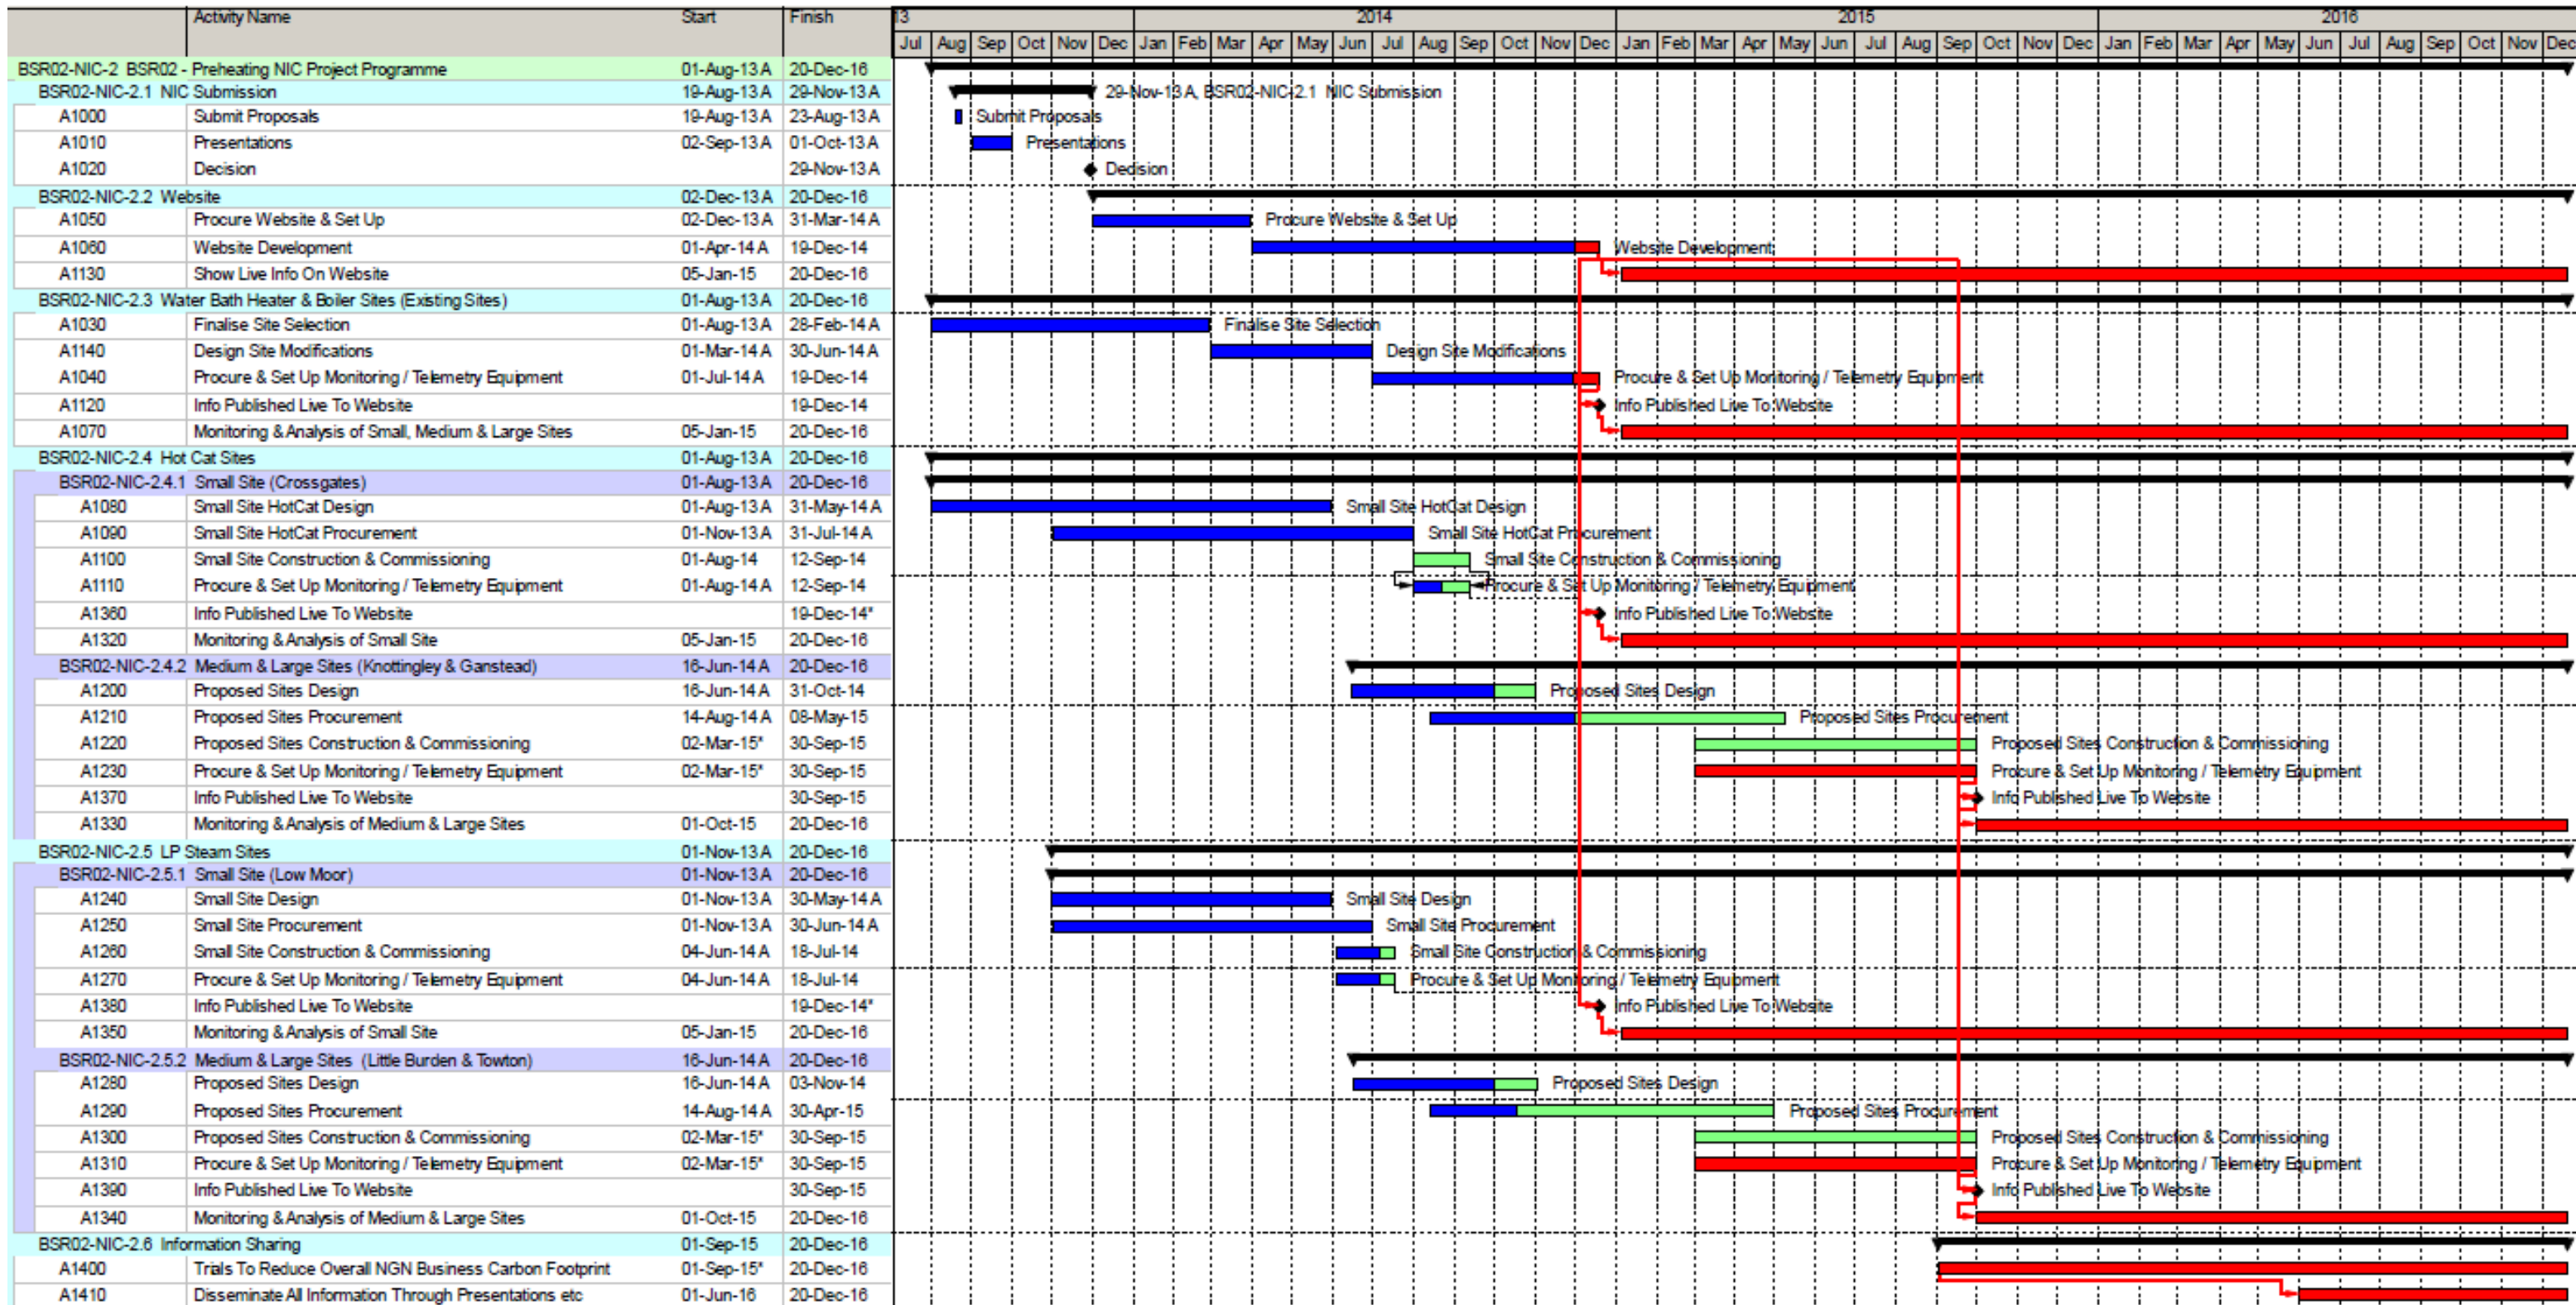 Activity Name Start Finish 13 2014 2015 2016
Jul Aug Sep Oct Nov Dec Jan Feb Mar Apr May Jun Jul Aug Sep Oct Nov Dec Jan Feb Mar Apr May Jun Jul Aug Sep Oct Nov Dec Jan Feb Mar Apr May Jun Jul Aug Sep Oct Nov Dec
BSR02-NIC-2 BSR02 - Preheating NIC Project Programme 01-Aug-13 A 20-Dec-16
BSR02-NIC-2.1 NIC Submission 19-Aug-13 A 29-Nov-13 A 29-Nov-13 A, BSR02-NIC-2.1 NIC Submission
A1000 Submit Proposals 19-Aug-13 A 23-Aug-13 A Submit Proposals
A1010 Presentations 02-Sep-13 A 01-Oct-13 A Presentations
A1020 Decision 29-Nov-13 A Decision
BSR02-NIC-2.2 Website 02-Dec-13 A 20-Dec-16
A1050 Procure Website & Set Up 02-Dec-13 A 31-Mar-14 A Procure Website & Set Up
A1060 Website Development 01-Apr-14 A 19-Dec-14 Website Development
A1130 Show Live Info On Website 05-Jan-15 20-Dec-16
BSR02-NIC-2.3 Water Bath Heater & Boiler Sites (Existing Sites) 01-Aug-13 A 20-Dec-16
A1030 Finalise Site Selection 01-Aug-13 A 28-Feb-14 A Finalise Site Selection
A1140 Design Site Modifications 01-Mar-14 A 30-Jun-14 A Design Site Modifications
A1040 Procure & Set Up Monitoring / Telemetry Equipment 01-Jul-14 A 19-Dec-14 Procure & Set Up Monitoring / Telemetry Equipment
A1120 Info Published Live To Website 19-Dec-14 Info Published Live To Website
A1070 Monitoring & Analysis of Small, Medium & Large Sites 05-Jan-15 20-Dec-16
BSR02-NIC-2.4 Hot Cat Sites 01-Aug-13 A 20-Dec-16
BSR02-NIC-2.4.1 Small Site (Crossgates) 01-Aug-13 A 20-Dec-16
A1080 Small Site HotCat Design 01-Aug-13 A 31-May-14 A Small Site HotCat Design
A1090 Small Site HotCat Procurement 01-Nov-13 A 31-Jul-14 A Small Site HotCat Procurement
A1100 Small Site Construction & Commissioning 01-Aug-14 12-Sep-14 Small Site Construction & Commissioning
A1110 Procure & Set Up Monitoring / Telemetry Equipment 01-Aug-14 A 12-Sep-14 Procure & Set Up Monitoring / Telemetry Equipment
A1360 Info Published Live To Website 19-Dec-14* Info Published Live To Website
A1320 Monitoring & Analysis of Small Site 05-Jan-15 20-Dec-16
BSR02-NIC-2.4.2 Medium & Large Sites (Knottingley & Ganstead) 16-Jun-14 A 20-Dec-16
A1200 Proposed Sites Design 16-Jun-14 A 31-Oct-14 Proposed Sites Design
A1210 Proposed Sites Procurement 14-Aug-14 A 08-May-15 Proposed Sites Procurement
A1220 Proposed Sites Construction & Commissioning 02-Mar-15* 30-Sep-15 Proposed Sites Construction & Commissioning
A1230 Procure & Set Up Monitoring / Telemetry Equipment 02-Mar-15* 30-Sep-15 Procure & Set Up Monitoring / Telemetry Equipment
A1370 Info Published Live To Website 30-Sep-15 Info Published Live To Website
A1330 Monitoring & Analysis of Medium & Large Sites 01-Oct-15 20-Dec-16
BSR02-NIC-2.5 LP Steam Sites 01-Nov-13 A 20-Dec-16
BSR02-NIC-2.5.1 Small Site (Low Moor) 01-Nov-13 A 20-Dec-16
A1240 Small Site Design 01-Nov-13 A 30-May-14 A Small Site Design
A1250 Small Site Procurement 01-Nov-13 A 30-Jun-14 A Small Site Procurement
A1260 Small Site Construction & Commissioning 04-Jun-14 A 18-Jul-14 Small Site Construction & Commissioning
A1270 Procure & Set Up Monitoring / Telemetry Equipment 04-Jun-14 A 18-Jul-14 Procure & Set Up Monitoring / Telemetry Equipment
A1380 Info Published Live To Website 19-Dec-14* Info Published Live To Website
A1350 Monitoring & Analysis of Small Site 05-Jan-15 20-Dec-16
BSR02-NIC-2.5.2 Medium & Large Sites (Little Burden & Towton) 16-Jun-14 A 20-Dec-16
A1280 Proposed Sites Design 16-Jun-14 A 03-Nov-14 Proposed Sites Design
A1290 Proposed Sites Procurement 14-Aug-14 A 30-Apr-15 Proposed Sites Procurement
A1300 Proposed Sites Construction & Commissioning 02-Mar-15* 30-Sep-15 Proposed Sites Construction & Commissioning
A1310 Procure & Set Up Monitoring / Telemetry Equipment 02-Mar-15* 30-Sep-15 Procure & Set Up Monitoring / Telemetry Equipment
A1390 Info Published Live To Website 30-Sep-15 Info Published Live To Website
A1340 Monitoring & Analysis of Medium & Large Sites 01-Oct-15 20-Dec-16
BSR02-NIC-2.6 Information Sharing 01-Sep-15 20-Dec-16
A1400 Trials To Reduce Overall NGN Business Carbon Footprint 01-Sep-15* 20-Dec-16
A1410 Disseminate All Information Through Presentations etc 01-Jun-16 20-Dec-16